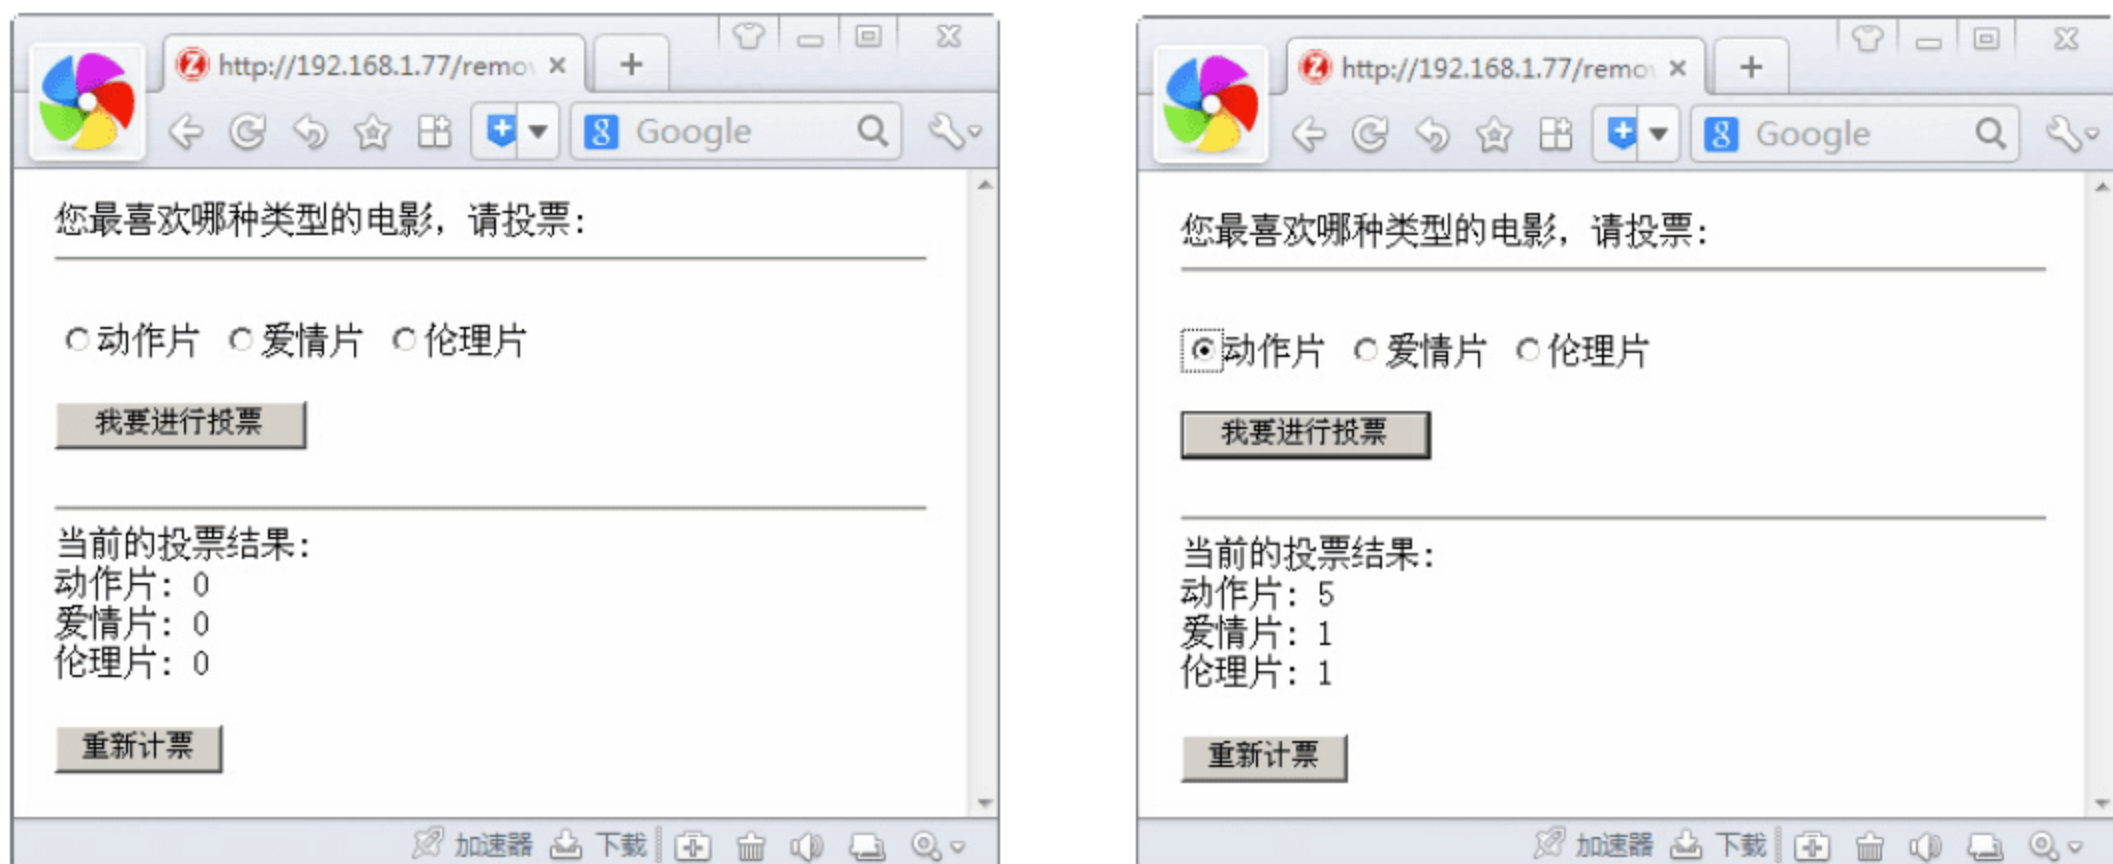 http://192.168.1.77/remo
Google
您最喜欢哪种类型的电影，请投票：
动作片 爱情片 伦理片
我要进行投票
当前的投票结果：
动作片：0
爱情片：0
伦理片：0
重新计票
加速器 下载
http://192.168.1.77/remo
Google
您最喜欢哪种类型的电影，请投票：
动作片 爱情片 伦理片
我要进行投票
当前的投票结果：
动作片：5
爱情片：1
伦理片：1
重新计票
加速器 下载